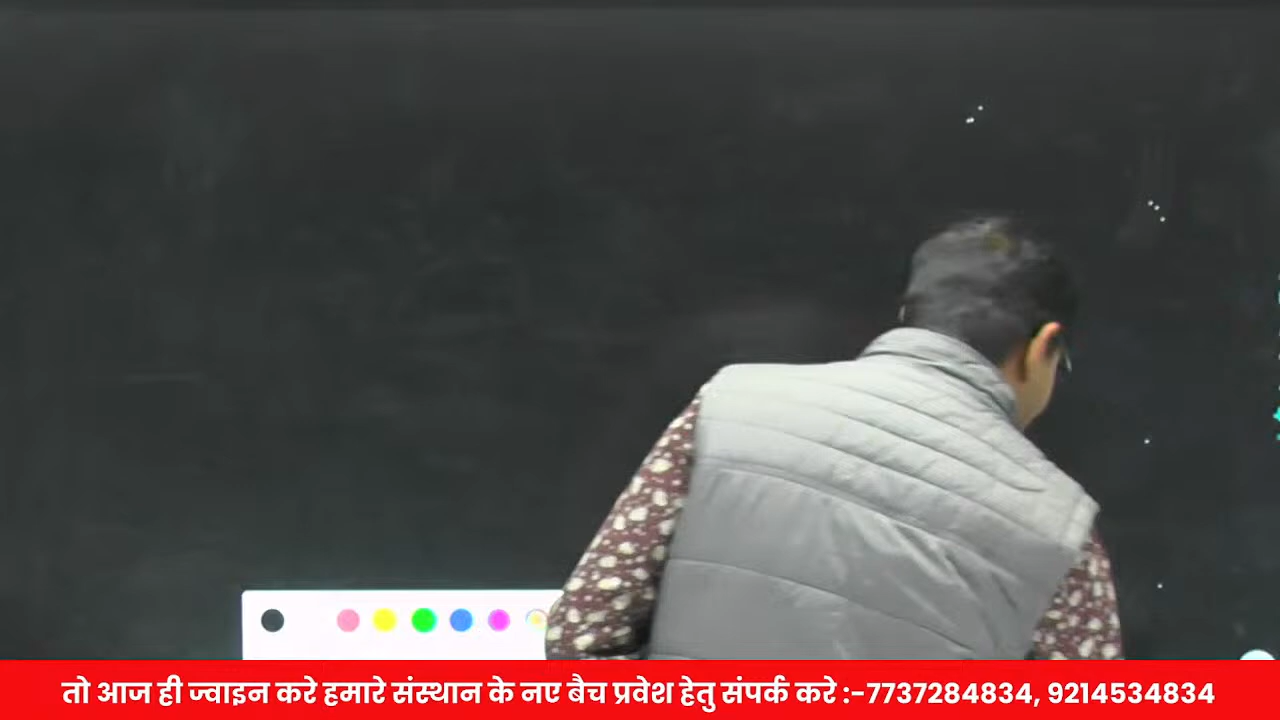 तो आज ही ज्वाइन करे हमारे संस्थान के नए बैच प्रवेश हेतु संपर्क करे :-7737284834, 9214534834